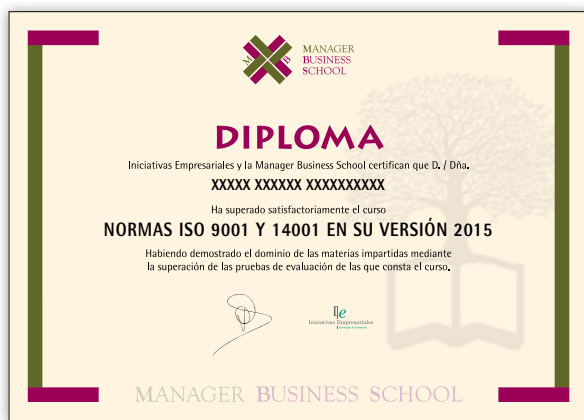 M B
MANAGER
BUSINESS
SCHOOL
DIPLOMA
Iniciativas Empresariales y la Manager Business School certifican que D. / Dña.
XXXXX XXXXXX XXXXXXXXXX
Ha superado satisfactoriamente el curso
NORMAS ISO 9001 Y 14001 EN SU VERSIÓN 2015
Habiendo demostrado el dominio de las materias impartidas mediante
la superación de las pruebas de evaluación de las que consta el curso.
Iniciativas Empresariales
MANAGER BUSINESS SCHOOL